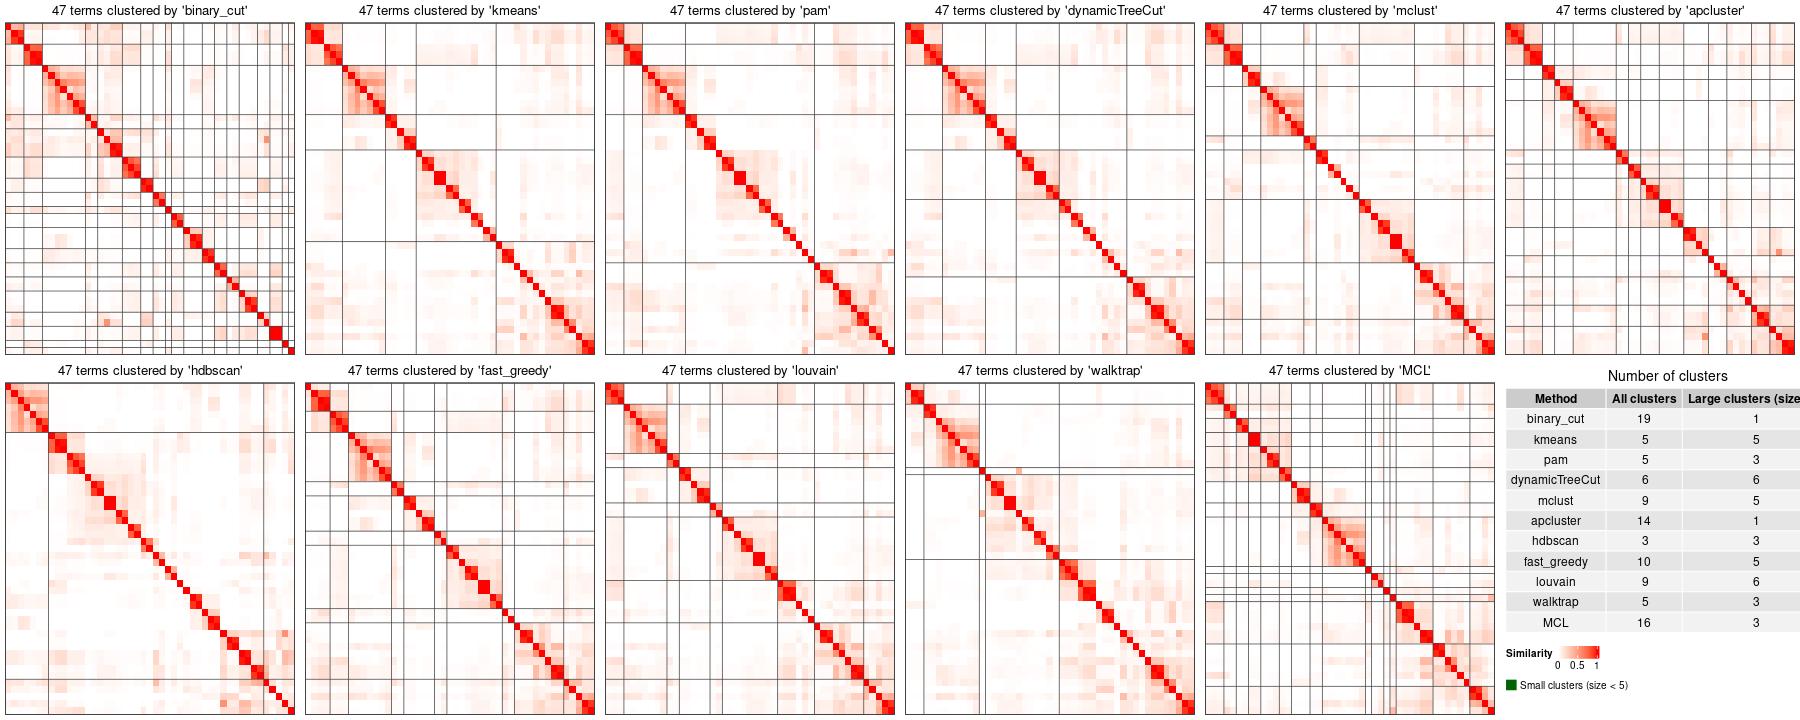 47 terms clustered by 'binary_cut'
47 terms clustered by 'kmeans'
47 terms clustered by 'pam'
47 terms clustered by 'dynamicTreeCut'
47 terms clustered by 'mclust'
47 terms clustered by 'apcluster'
47 terms clustered by 'hdbscan'
47 terms clustered by 'fast_greedy'
47 terms clustered by 'louvain'
47 terms clustered by 'walktrap'
47 terms clustered by 'MCL'
Number of clusters
Method All clusters Large clusters (size
binary_cut 19 1
kmeans 5 5
pam 5 3
dynamicTreeCut 6 6
mclust 9 5
apcluster 14 1
hdbscan 3 3
fast_greedy 10 5
louvain 9 6
walktrap 5 3
MCL 16 3
Similarity
0 0.5 1
Small clusters (size < 5)